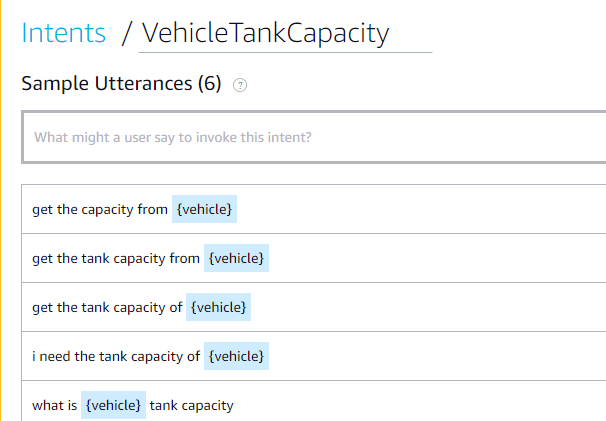 Intents / VehicleTankCapacity
Sample Utterances (6) ?
What might a user say to invoke this intent?
get the capacity from {vehicle}
get the tank capacity from {vehicle}
get the tank capacity of {vehicle}
i need the tank capacity of {vehicle}
what is {vehicle} tank capacity